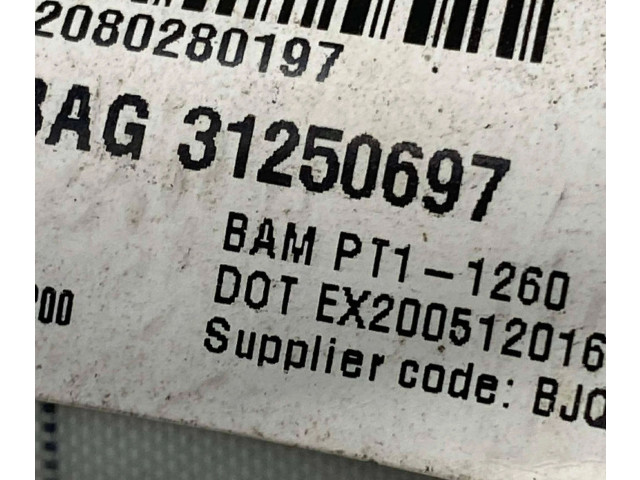 2080280197
BAG 31250697
BAM PT1-1260
DOT EX200512016
Supplier code: